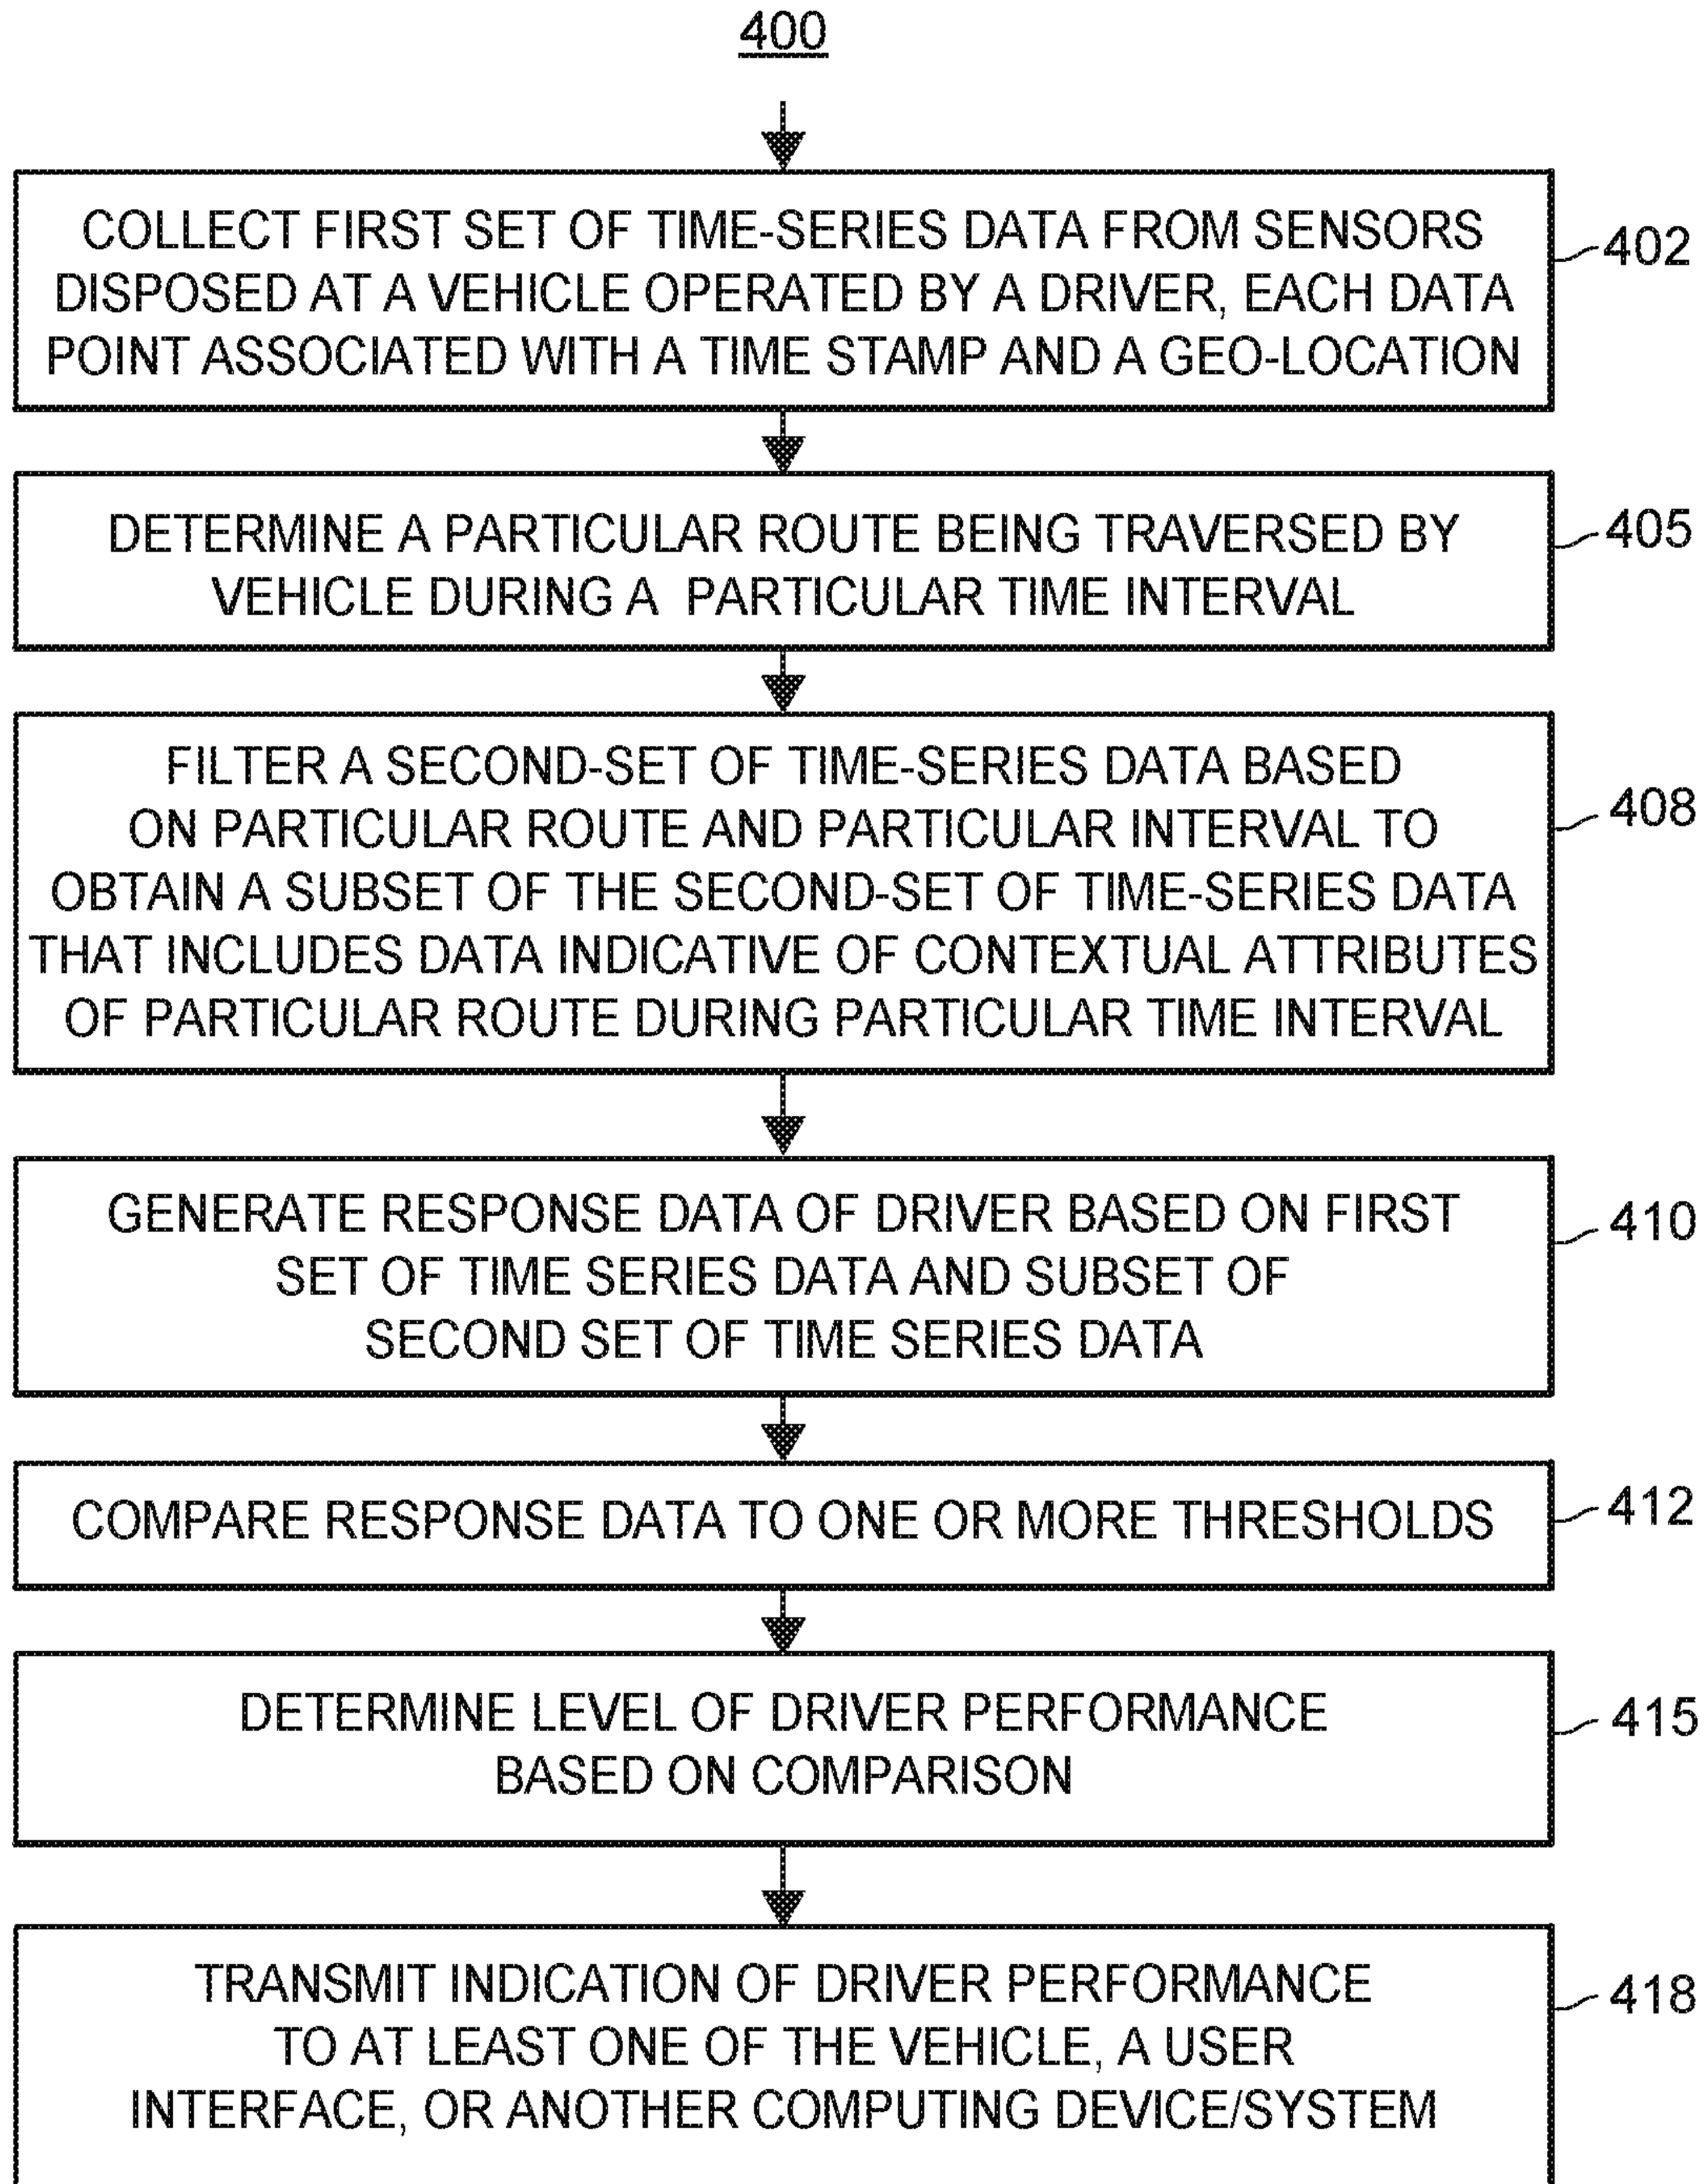 400
COLLECT FIRST SET OF TIME-SERIES DATA FROM SENSORS
DISPOSED AT A VEHICLE OPERATED BY A DRIVER, EACH DATA
POINT ASSOCIATED WITH A TIME STAMP AND A GEO-LOCATION
402
DETERMINE A PARTICULAR ROUTE BEING TRAVERSED BY
VEHICLE DURING A PARTICULAR TIME INTERVAL
405
FILTER A SECOND-SET OF TIME-SERIES DATA BASED
ON PARTICULAR ROUTE AND PARTICULAR INTERVAL TO
OBTAIN A SUBSET OF THE SECOND-SET OF TIME-SERIES DATA
THAT INCLUDES DATA INDICATIVE OF CONTEXTUAL ATTRIBUTES
OF PARTICULAR ROUTE DURING PARTICULAR TIME INTERVAL
408
GENERATE RESPONSE DATA OF DRIVER BASED ON FIRST
SET OF TIME SERIES DATA AND SUBSET OF
SECOND SET OF TIME SERIES DATA
410
COMPARE RESPONSE DATA TO ONE OR MORE THRESHOLDS
412
DETERMINE LEVEL OF DRIVER PERFORMANCE
BASED ON COMPARISON
415
TRANSMIT INDICATION OF DRIVER PERFORMANCE
TO AT LEAST ONE OF THE VEHICLE, A USER
INTERFACE, OR ANOTHER COMPUTING DEVICE/SYSTEM
418